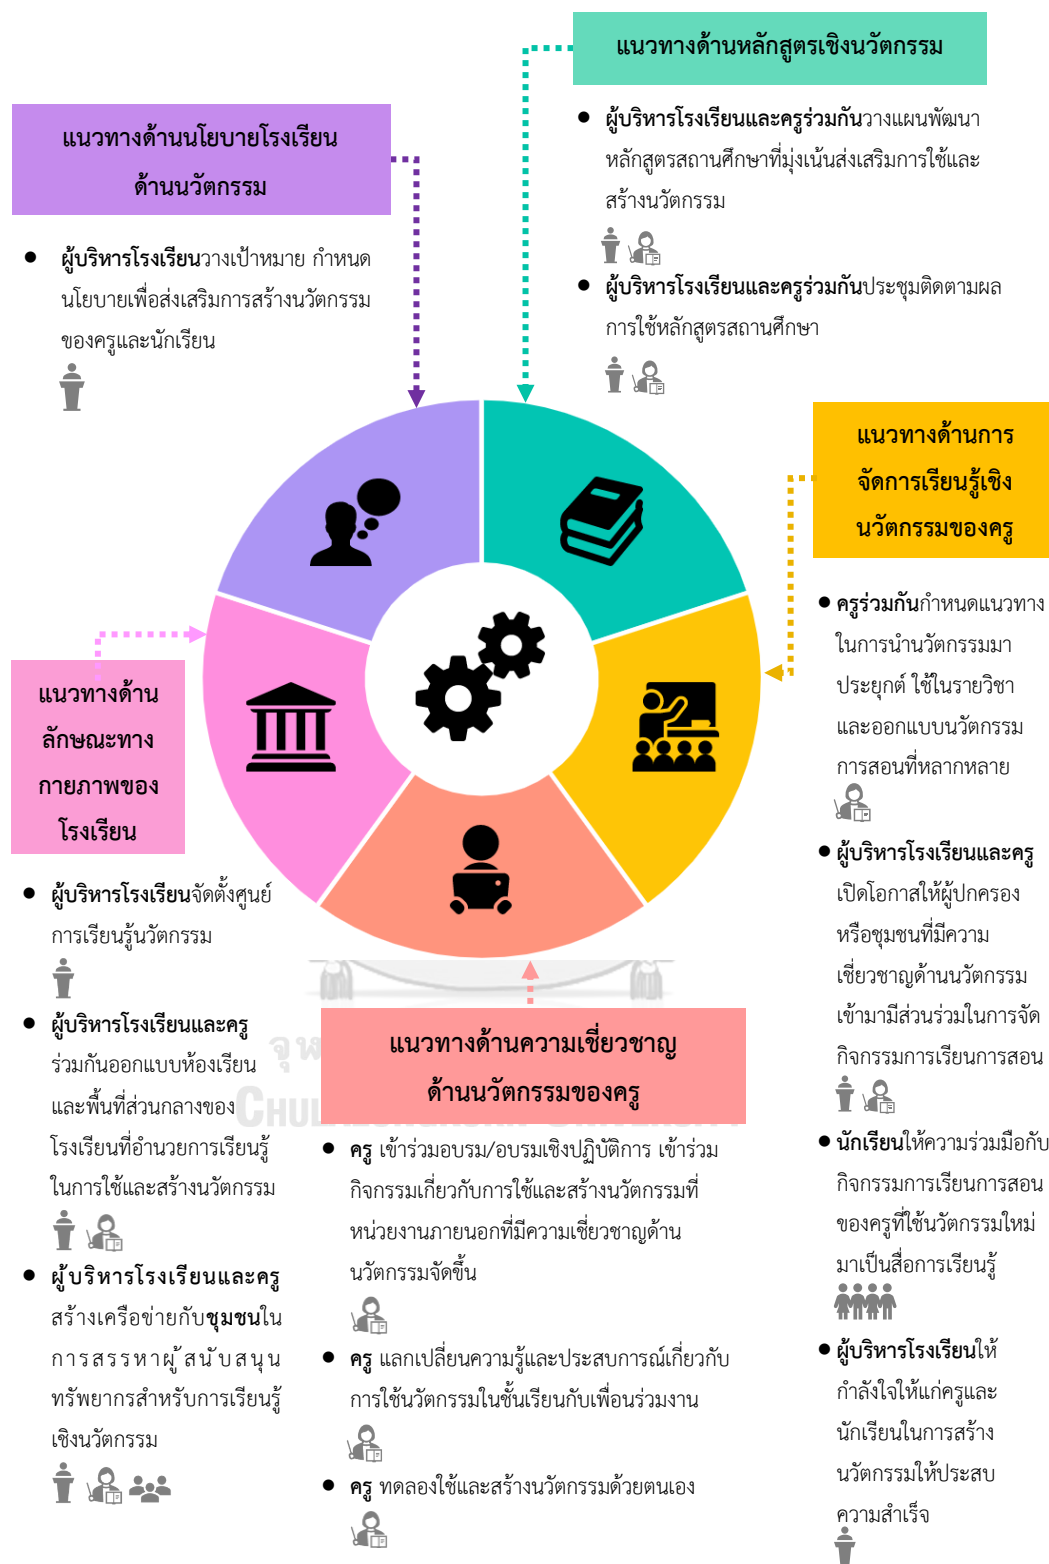 แนวทางด้านหลักสูตรเชิงนวัตกรรม
ผู้บริหารโรงเรียนและครูร่วมกันวางแผนพัฒนา
หลักสูตรสถานศึกษาที่มุ่งเน้นส่งเสริมการใช้และ
สร้างนวัตกรรม
ผู้บริหารโรงเรียนและครูร่วมกันประชุมติดตามผล
การใช้หลักสูตรสถานศึกษา
แนวทางด้านนโยบายโรงเรียน
ด้านนวัตกรรม
ผู้บริหารโรงเรียนวางเป้าหมาย กำหนด
นโยบายเพื่อส่งเสริมการสร้างนวัตกรรม
ของครูและนักเรียน
แนวทางด้านการ
จัดการเรียนรู้เชิง
นวัตกรรมของครู
ครูร่วมกันกำหนดแนวทาง
ในการนำนวัตกรรมมา
ประยุกต์ ใช้ในรายวิชา
และออกแบบนวัตกรรม
การสอนที่หลากหลาย
ผู้บริหารโรงเรียนและครู
เปิดโอกาสให้ผู้ปกครอง
หรือชุมชนที่มีความ
เชี่ยวชาญด้านนวัตกรรม
เข้ามามีส่วนร่วมในการจัด
กิจกรรมการเรียนการสอน
นักเรียนให้ความร่วมมือกับ
กิจกรรมการเรียนการสอน
ของครูที่ใช้นวัตกรรมใหม่
มาเป็นสื่อการเรียนรู้
ผู้บริหารโรงเรียนให้
กำลังใจให้แก่ครูและ
นักเรียนในการสร้าง
นวัตกรรมให้ประสบ
ความสำเร็จ
แนวทางด้าน
ลักษณะทาง
กายภาพของ
โรงเรียน
ผู้บริหารโรงเรียนจัดตั้งศูนย์
การเรียนรู้นวัตกรรม
ผู้บริหารโรงเรียนและครู
ร่วมกันออกแบบห้องเรียน
และพื้นที่ส่วนกลางของ
โรงเรียนที่อำนวยการเรียนรู้
ในการใช้และสร้างนวัตกรรม
ผู้บริหารโรงเรียนและครู
สร้างเครือข่ายกับชุมชนใน
การสรรหาผู้สนับสนุน
ทรัพยากรสำหรับการเรียนรู้
เชิงนวัตกรรม
แนวทางด้านความเชี่ยวชาญ
ด้านนวัตกรรมของครู
ครู เข้าร่วมอบรม/อบรมเชิงปฏิบัติการ เข้าร่วม
กิจกรรมเกี่ยวกับการใช้และสร้างนวัตกรรมที่
หน่วยงานภายนอกที่มีความเชี่ยวชาญด้าน
นวัตกรรมจัดขึ้น
ครู แลกเปลี่ยนความรู้และประสบการณ์เกี่ยวกับ
การใช้นวัตกรรมในชั้นเรียนกับเพื่อนร่วมงาน
ครู ทดลองใช้และสร้างนวัตกรรมด้วยตนเอง